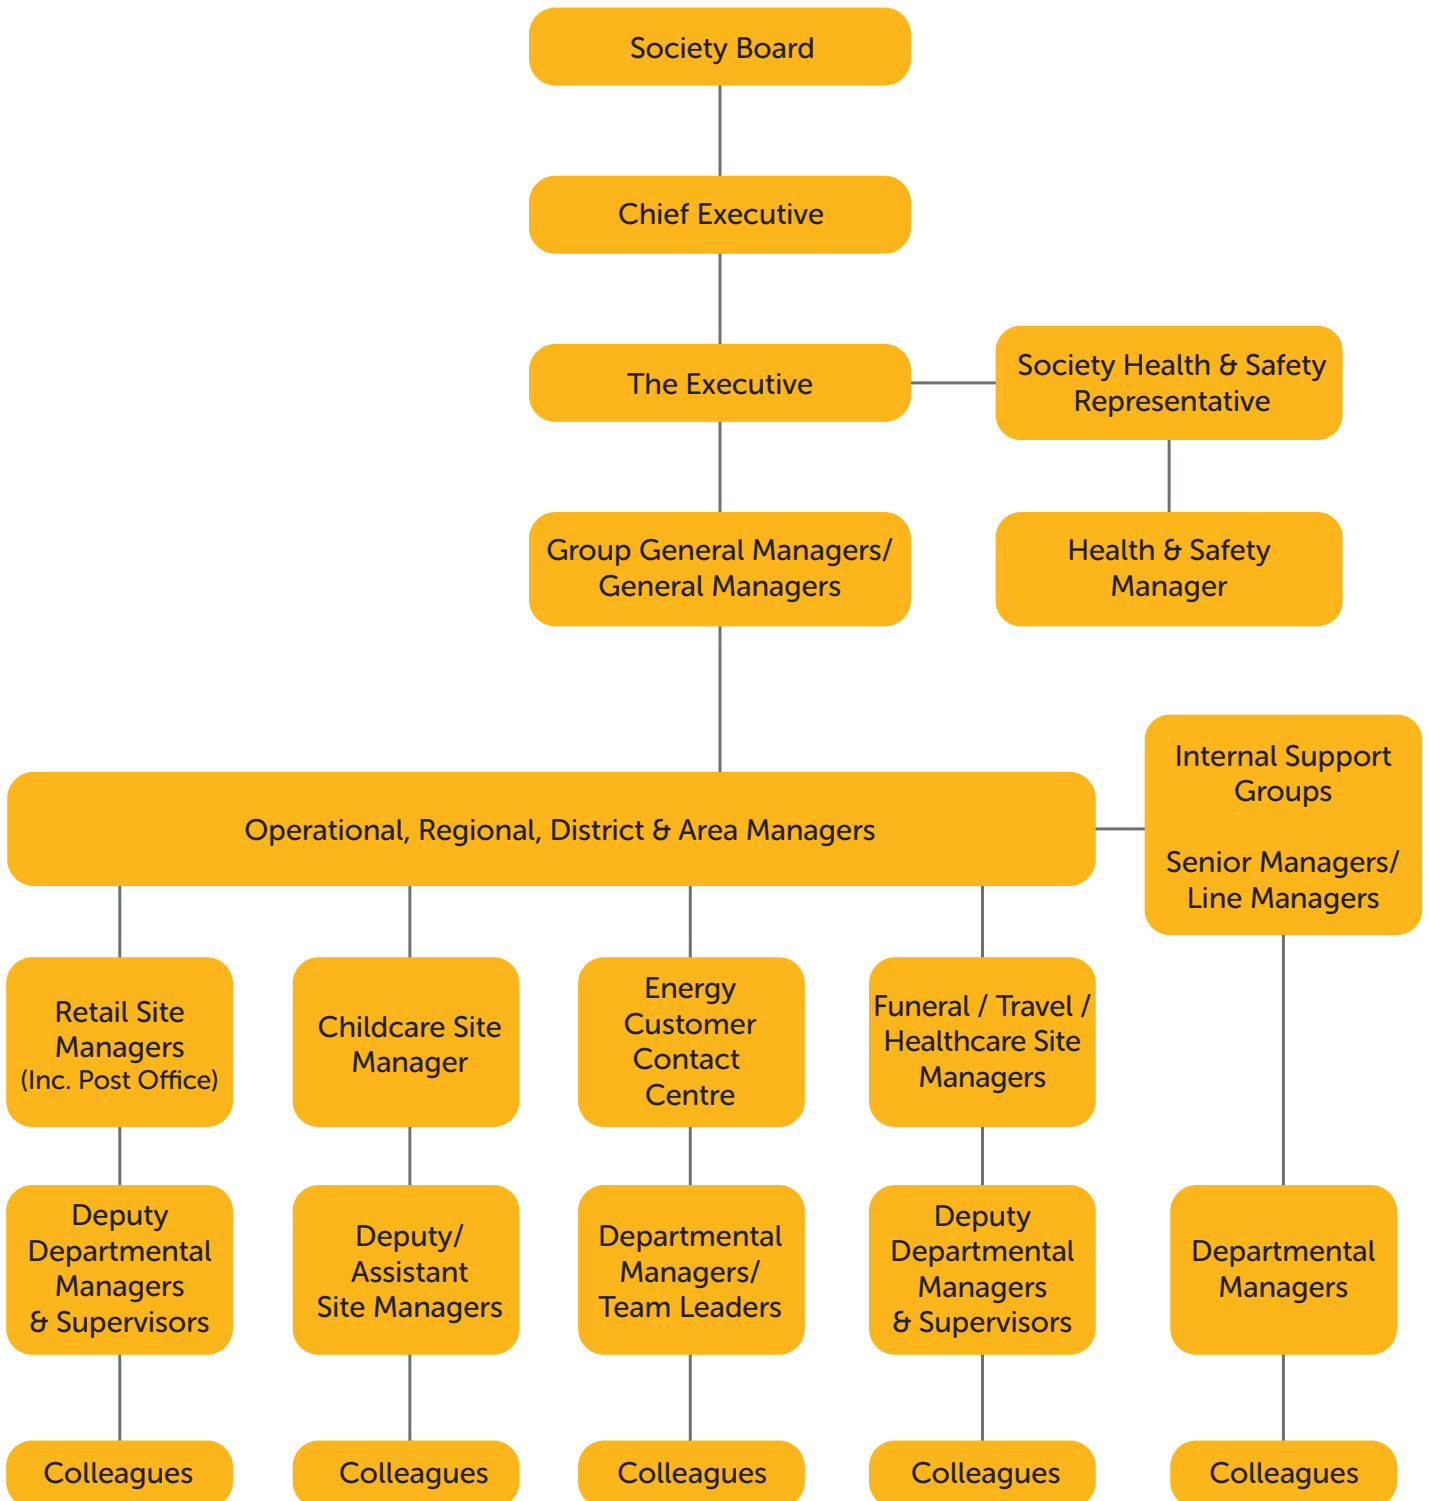 Society Board
Chief Executive
The Executive
Society Health & Safety
Representative
Group General Managers/
General Managers
Health & Safety
Manager
Internal Support
Groups
Senior Managers/
Line Managers
Operational, Regional, District & Area Managers
Retail Site
Managers
(Inc. Post Office)
Childcare Site
Manager
Energy
Customer
Contact
Centre
Funeral / Travel /
Healthcare Site
Managers
Deputy
Departmental
Managers
& Supervisors
Deputy/
Assistant
Site Managers
Departmental
Managers/
Team Leaders
Deputy
Departmental
Managers
& Supervisors
Departmental
Managers
Colleagues
Colleagues
Colleagues
Colleagues
Colleagues